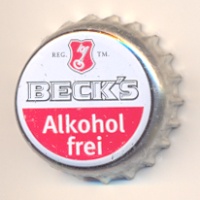 REG. TM.
BECK'S
Alkohol
frei